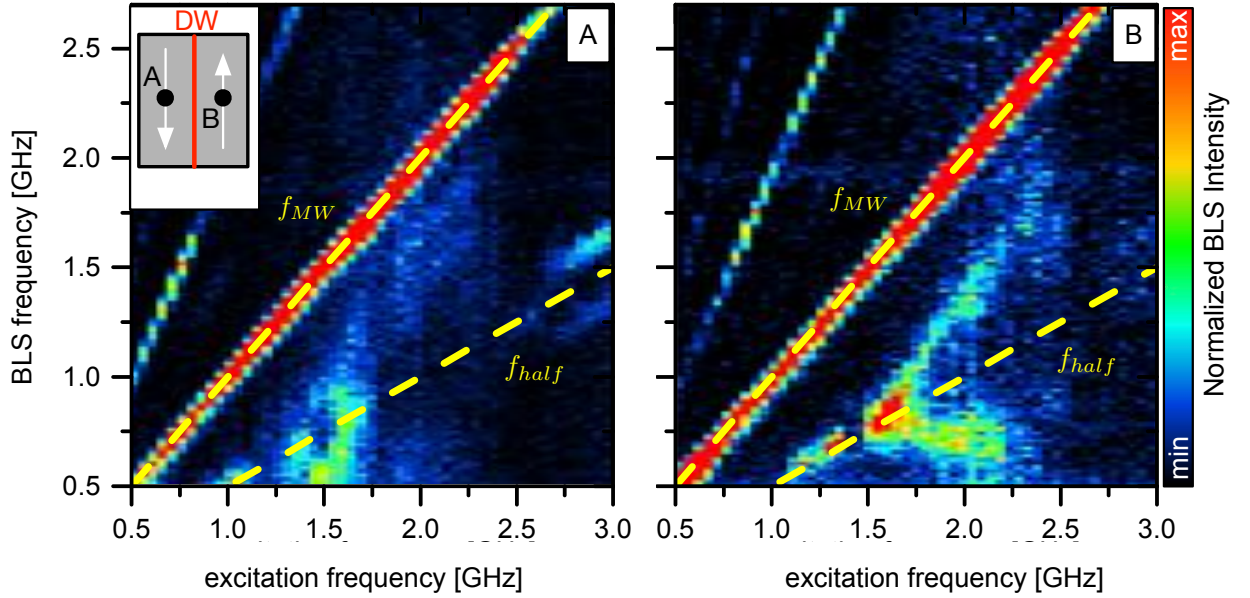 DW
A
B
A
B
f_MW
f_half
f_MW
f_half
2.5
2.0
1.5
1.0
0.5
BLS frequency [GHz]
0.5 1.0 1.5 2.0 2.5 3.0
0.5 1.0 1.5 2.0 2.5 3.0
excitation frequency [GHz]
excitation frequency [GHz]
max
min
Normalized BLS Intensity